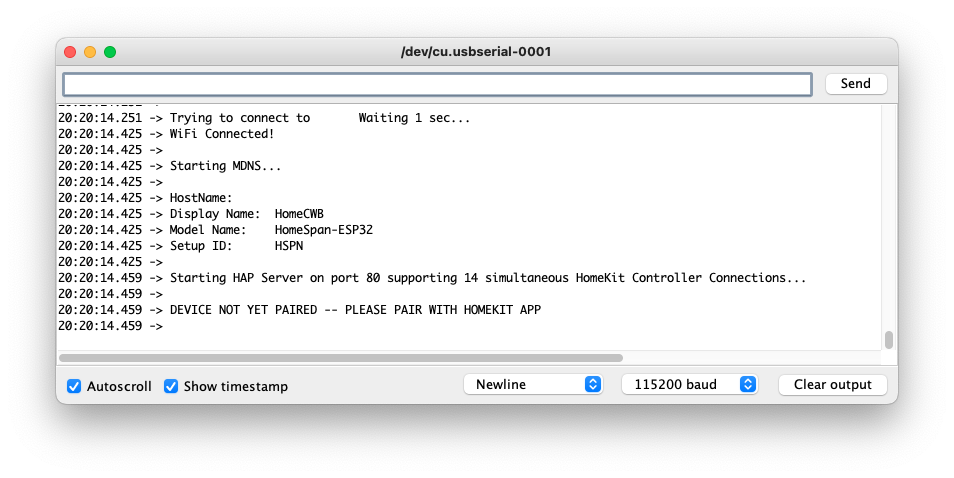 /dev/cu.usbserial-0001
Send
20:20:14.251 -> Trying to connect to       Waiting 1 sec...
20:20:14.425 -> WiFi Connected!
20:20:14.425 ->
20:20:14.425 -> Starting MDNS...
20:20:14.425 ->
20:20:14.425 -> HostName:
20:20:14.425 -> Display Name:  HomeCWB
20:20:14.425 -> Model Name:    HomeSpan-ESP32
20:20:14.425 -> Setup ID:      HSPN
20:20:14.425 ->
20:20:14.459 -> Starting HAP Server on port 80 supporting 14 simultaneous HomeKit Controller Connections...
20:20:14.459 ->
20:20:14.459 -> DEVICE NOT YET PAIRED -- PLEASE PAIR WITH HOMEKIT APP
20:20:14.459 ->
Autoscroll Show timestamp Newline 115200 baud Clear output